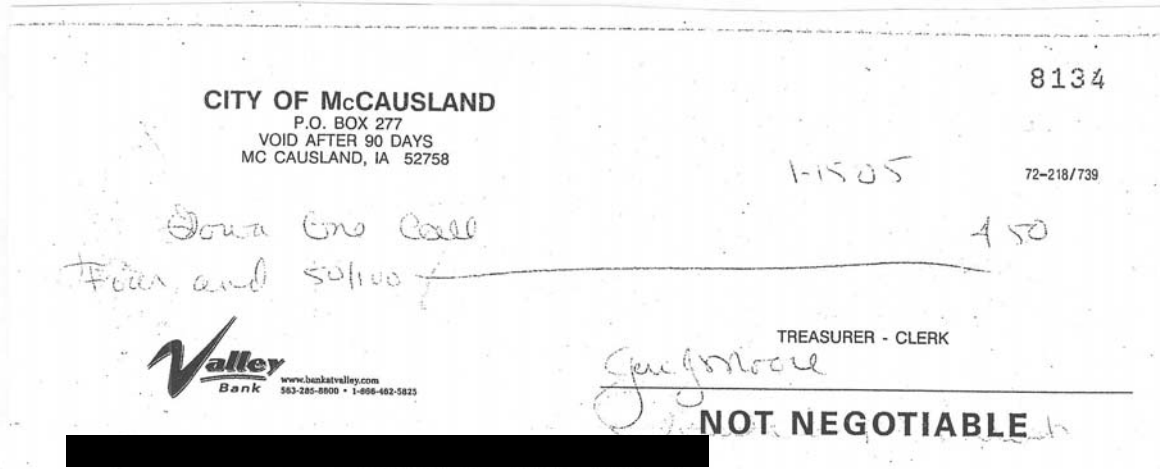 8134
CITY OF McCAUSLAND
P.O. BOX 277
VOID AFTER 90 DAYS
MC CAUSLAND, IA 52758
1-15 05
72-218/739
Iowa One Call
4 50
Four and 50/100
Valley
Bank
www.bankatvalley.com
563-285-8800 • 1-866-462-5825
TREASURER - CLERK
Moore
NOT NEGOTIABLE